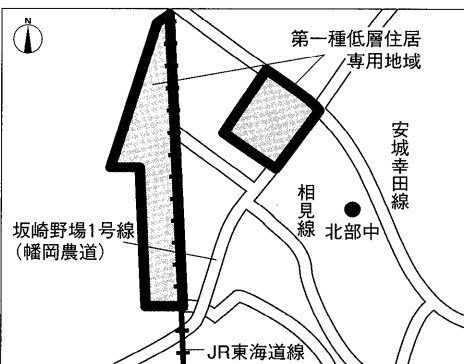 N
第一種低層住居
専用地域
安城幸田線
相見線
北部中
坂崎野場1号線
(幡岡農道)
JR東海道線